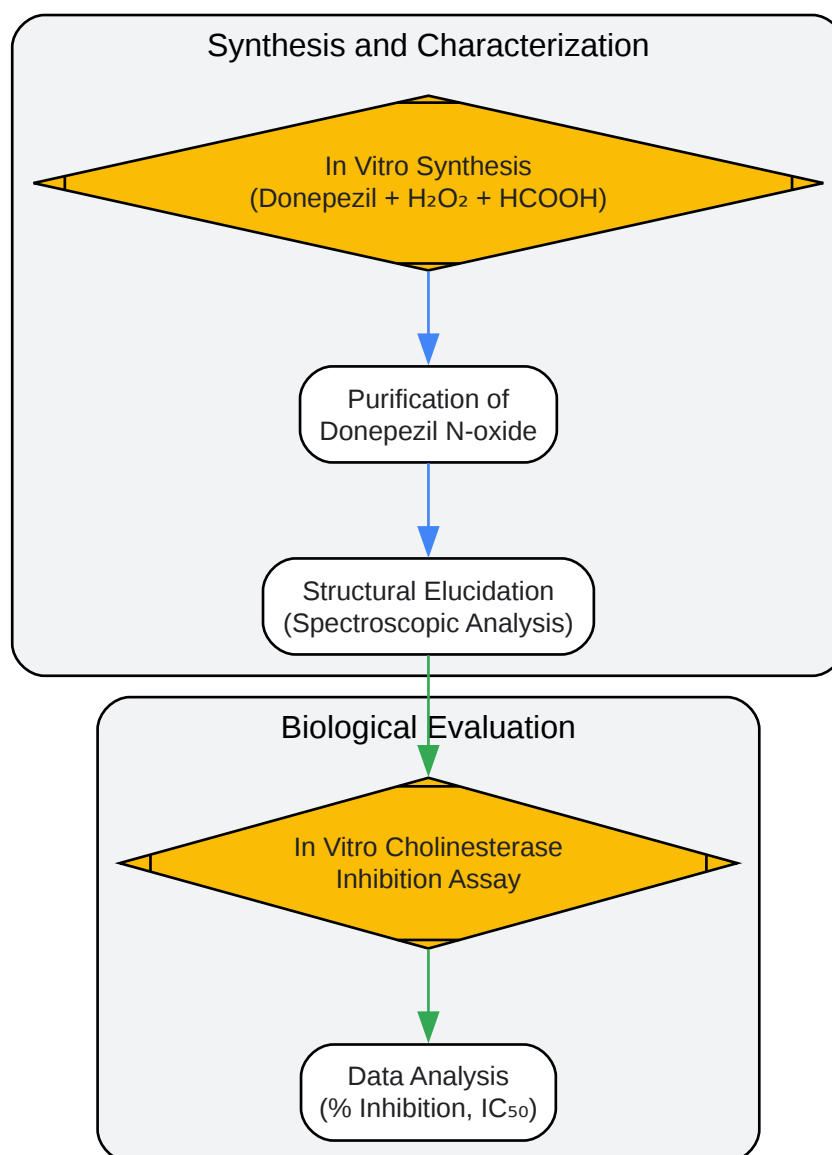 Synthesis and Characterization
In Vitro Synthesis
(Donepezil + H₂O₂ + HCOOH)
Purification of
Donepezil N-oxide
Structural Elucidation
(Spectroscopic Analysis)
Biological Evaluation
In Vitro Cholinesterase
Inhibition Assay
Data Analysis
(% Inhibition, IC₅₀)